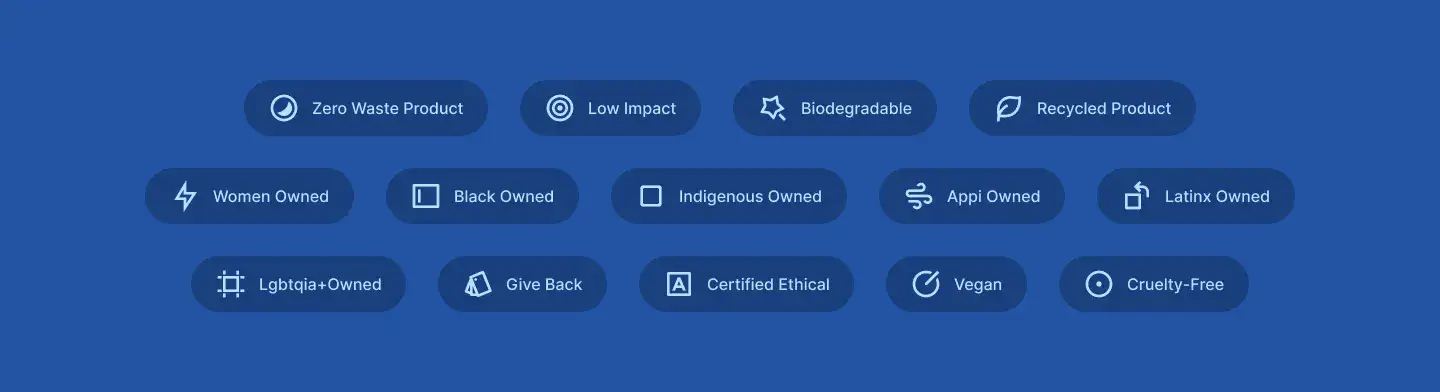 Zero Waste Product Low Impact Biodegradable Recycled Product
Women Owned Black Owned Indigenous Owned Appi Owned Latinx Owned
Lgbtqia+Owned Give Back Certified Ethical Vegan Cruelty-Free